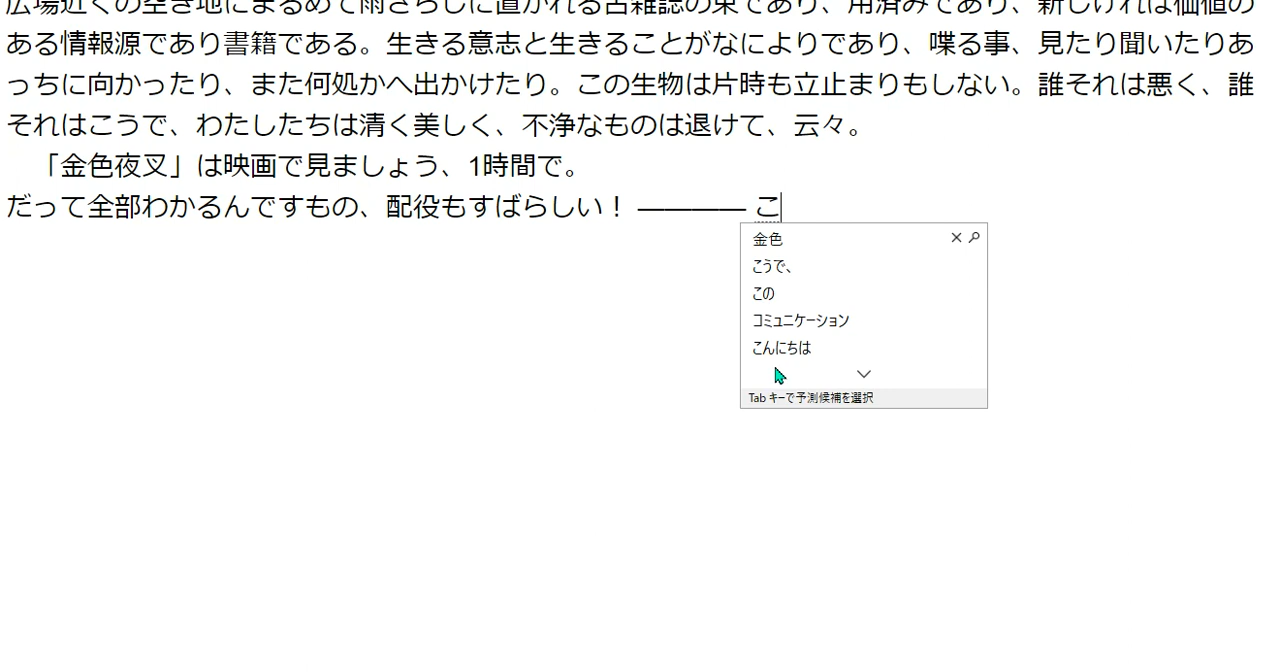 広場近くの空き地にまるめて雨ざらしに置かれる古雑誌の束であり、用済みであり、新しければ価値の
ある情報源であり書籍である。生きる意志と生きることがなによりであり、喋る事、見たり聞いたりあ
っちに向かったり、また何処かへ出かけたり。この生物は片時も立止まりもしない。誰それは悪く、誰
それはこうで、わたしたちは清く美しく、不浄なものは退けて、云々。
「金色夜叉」は映画で見ましょう、1時間で。
だって全部わかるんですもの、配役もすばらしい！ ―――― こ
金色
こうで、
この
コミュニケーション
こんにちは
Tab キーで予測候補を選択